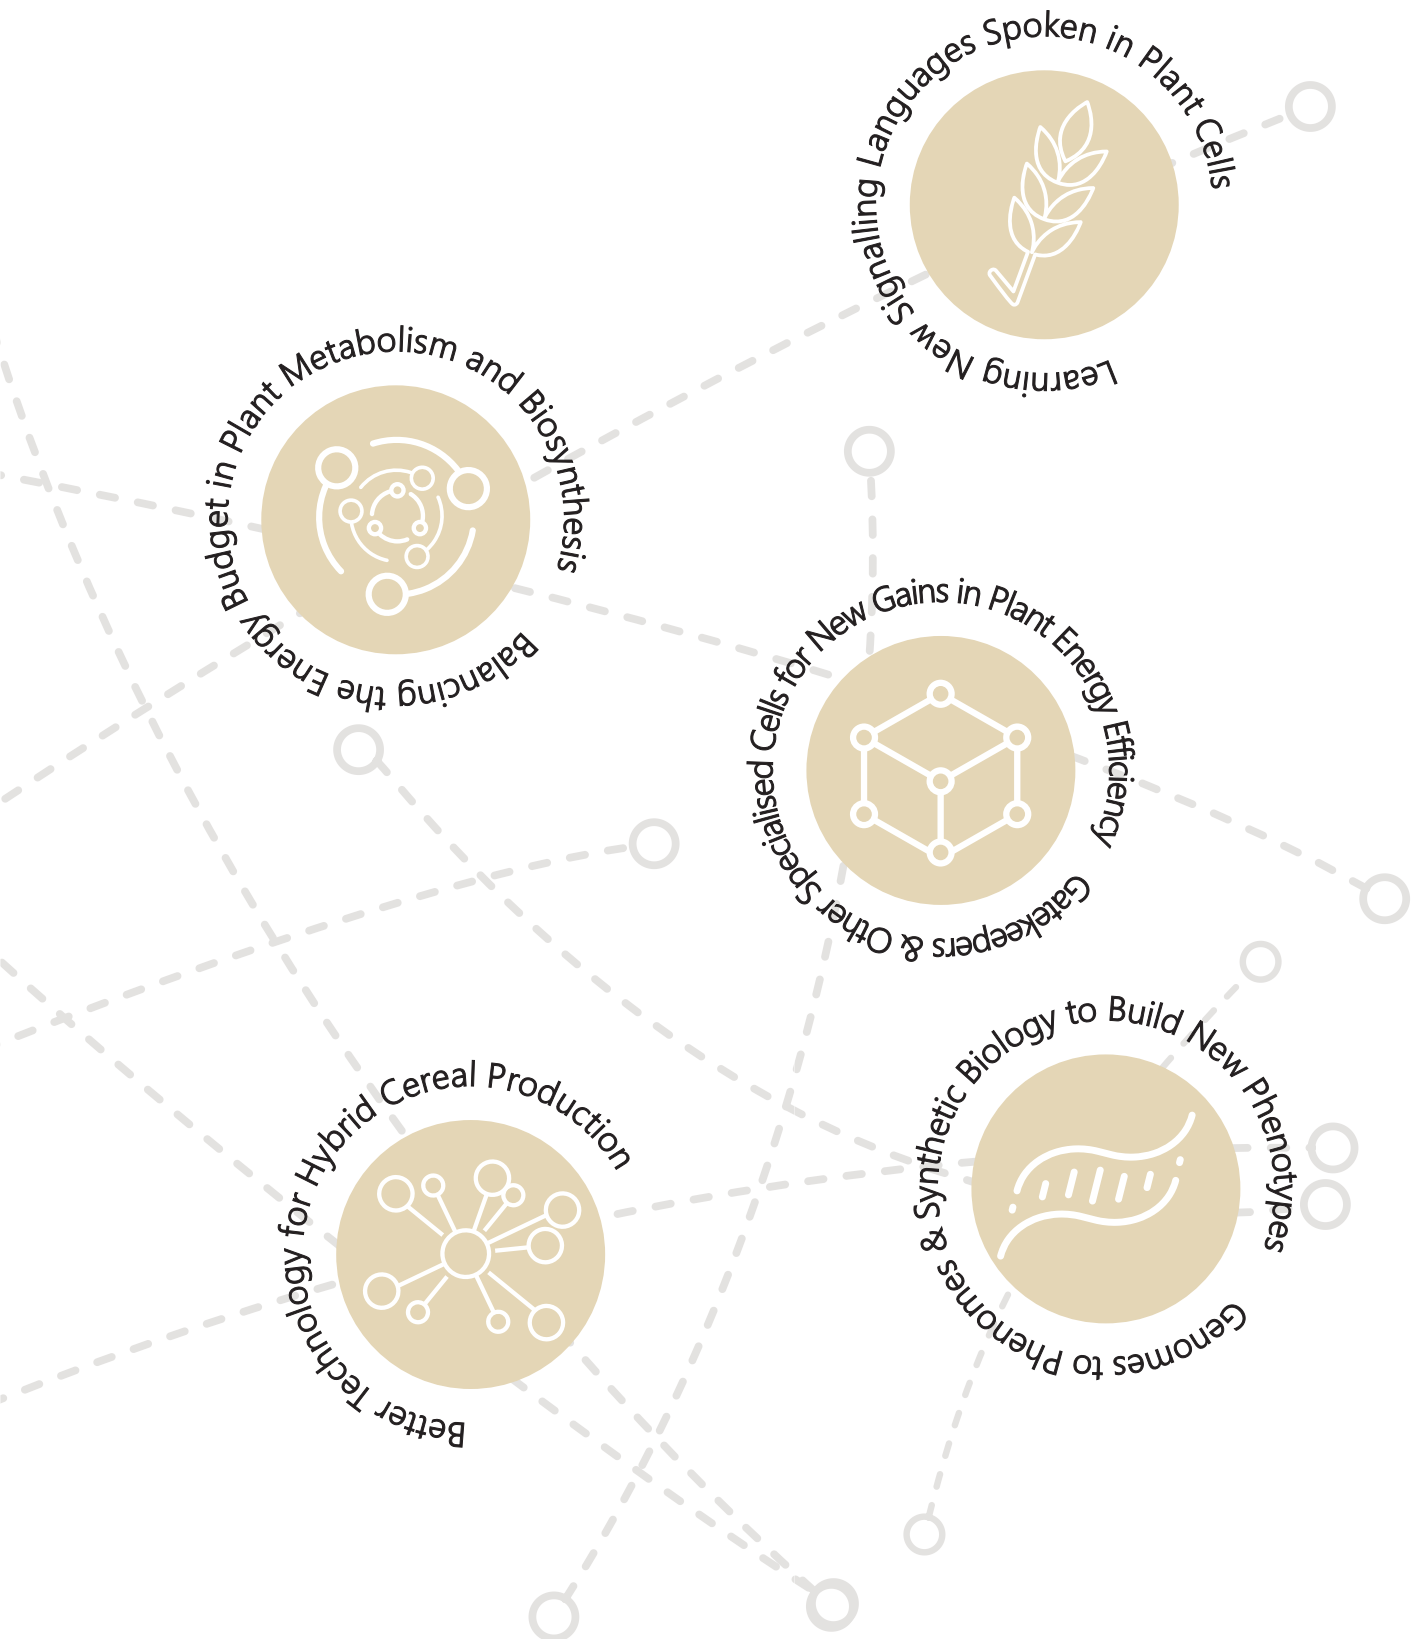 Learning New Signalling Languages Spoken in Plant Cells
Balancing the Energy Budget in Plant Metabolism and Biosynthesis
Gatekeepers & Other Specialised Cells for New Gains in Plant Energy Efficiency
Genomes to Phenomes & Synthetic Biology to Build New Phenotypes
Better Technology for Hybrid Cereal Production